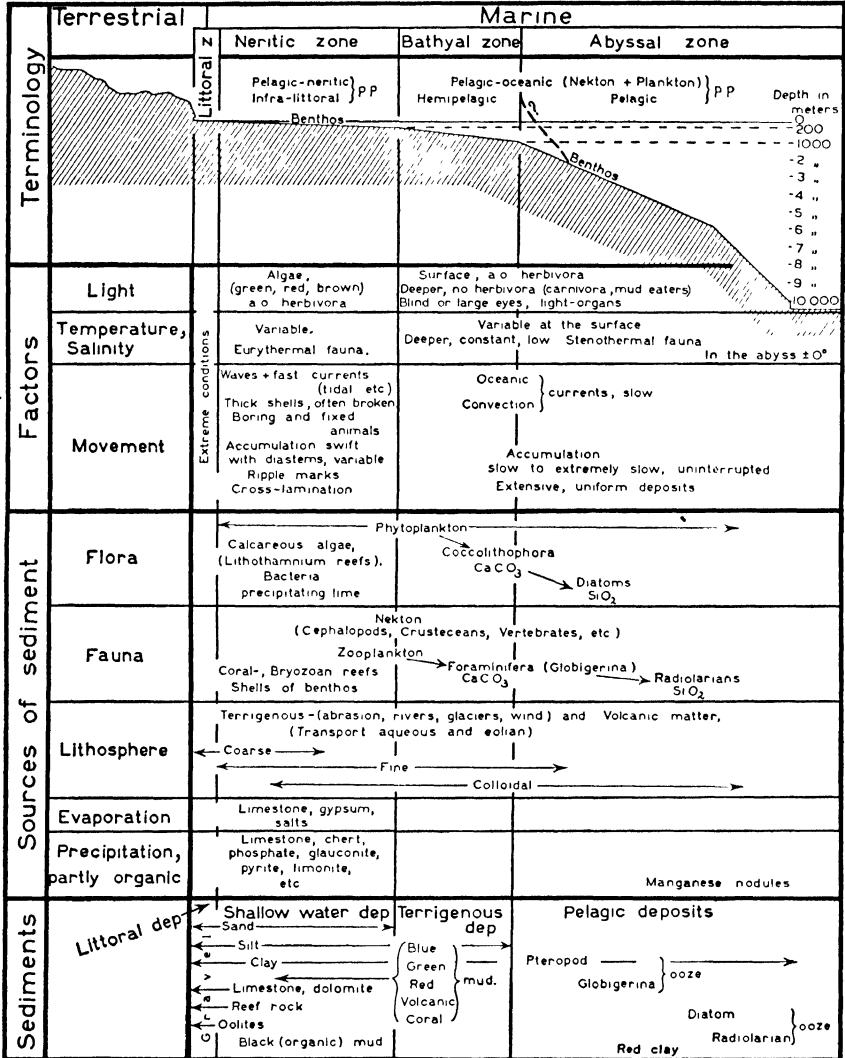 Terrestrial
Marine
Littoral z
Neritic zone
Bathyal zone
Abyssal zone
Terminology
Pelagic-neritic
Infra-littoral } p p
Pelagic-oceanic (Nekton + Plankton) } p p
Hemipelagic
Pelagic
Depth in
meters
Benthos
?
Benthos
0
200
-1000
-2 „
-3 „
-4 „
-5 „
-6 „
-7 „
-8 „
-9 „
10 000
Factors
Light
Algae,
(green, red, brown)
a.o herbivora
Surface, a.o herbivora
Deeper, no herbivora (carnivora, mud eaters)
Blind or large eyes, light-organs
Extreme conditions
Temperature,
Salinity
Variable.
Eurythermal fauna.
Variable at the surface
Deeper, constant, low Stenothermal fauna
In the abyss ±0°
Movement
Waves + fast currents
(tidal etc)
Thick shells, often broken
Boring and fixed
animals
Accumulation swift
with diastems, variable
Ripple marks
Cross-lamination
Oceanic
Convection } currents, slow
Accumulation
slow to extremely slow, uninterrupted
Extensive, uniform deposits
Sources of sediment
Flora
Phytoplankton
Calcareous algae,
(Lithothamnium reefs).
Bacteria
precipitating lime
Coccolithophora
CaCO3
Diatoms
SiO2
Fauna
Nekton
(Cephalopods, Crusteceans, Vertebrates, etc)
Zooplankton
Coral-, Bryozoan reefs
Shells of benthos
Foraminifera (Globigerina)
CaCO3
Radiolarians
SiO2
Lithosphere
Terrigenous-(abrasion, rivers, glaciers, wind) and Volcanic matter,
(Transport aqueous and eolian)
Coarse
Fine
Colloidal
Evaporation
Limestone, gypsum,
salts
Precipitation,
partly organic
Limestone, chert,
phosphate, glauconite,
pyrite, limonite,
etc
Manganese nodules
Sediments
Littoral dep
Gravel
Shallow water dep
Sand
Silt
Clay
Limestone, dolomite
Reef rock
Oolites
Black (organic) mud
Terrigenous
dep
Blue
Green
Red
Volcanic
Coral
mud.
Pelagic deposits
Pteropod
Globigerina } ooze
Diatom
Radiolarian } ooze
Red clay